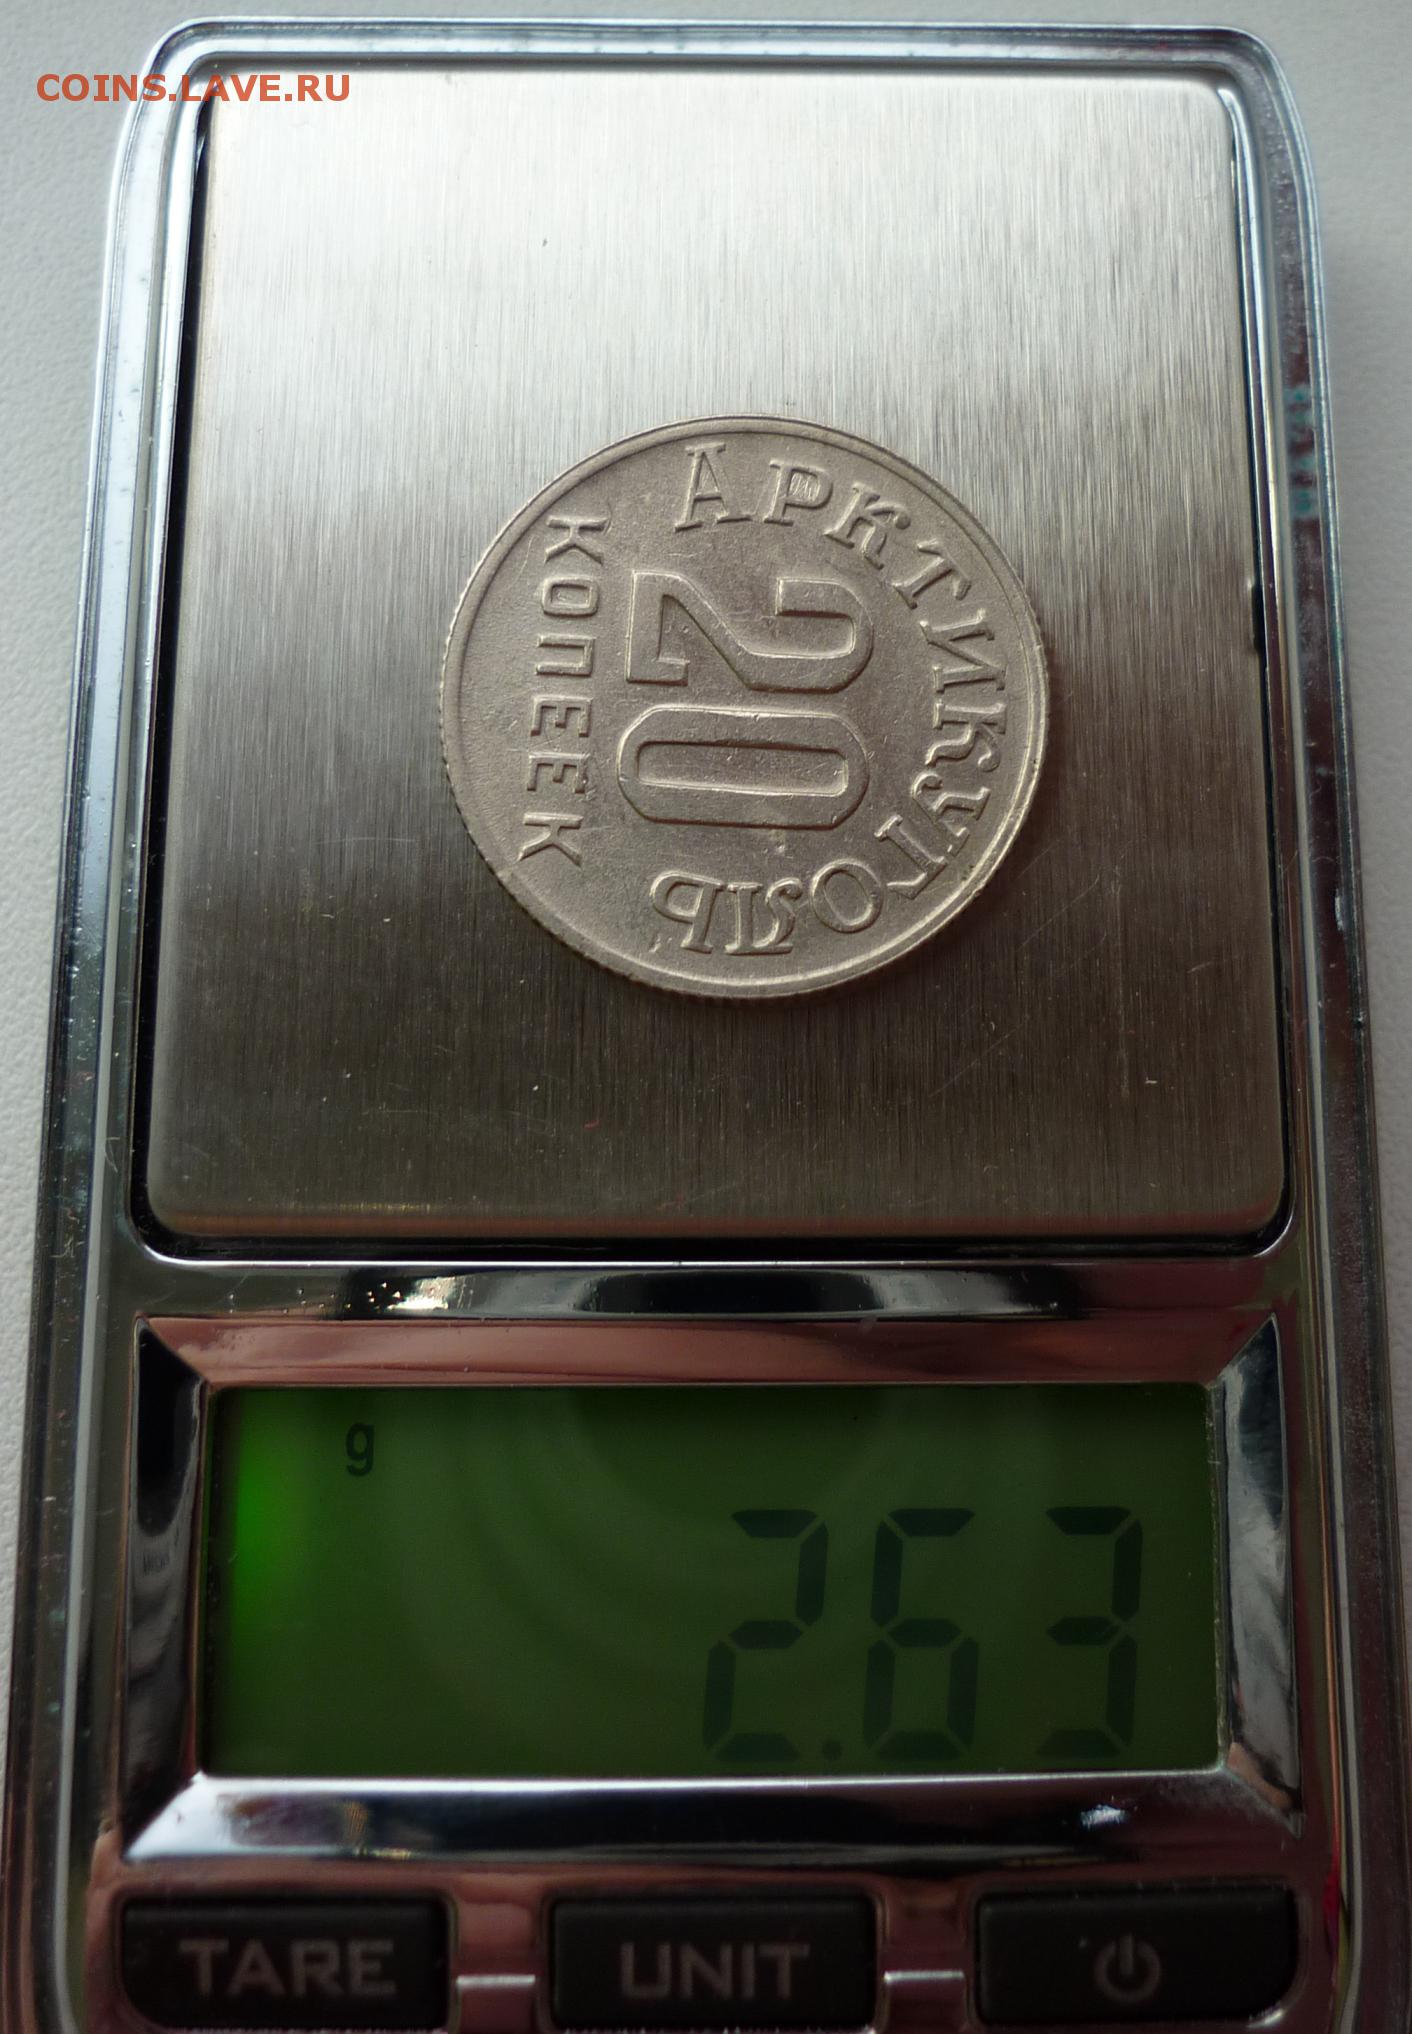 COINS.LAVE.RU
АРКТИКУГОЛЬ
20
КОПЕЕК
g
2.63
TARE
UNIT